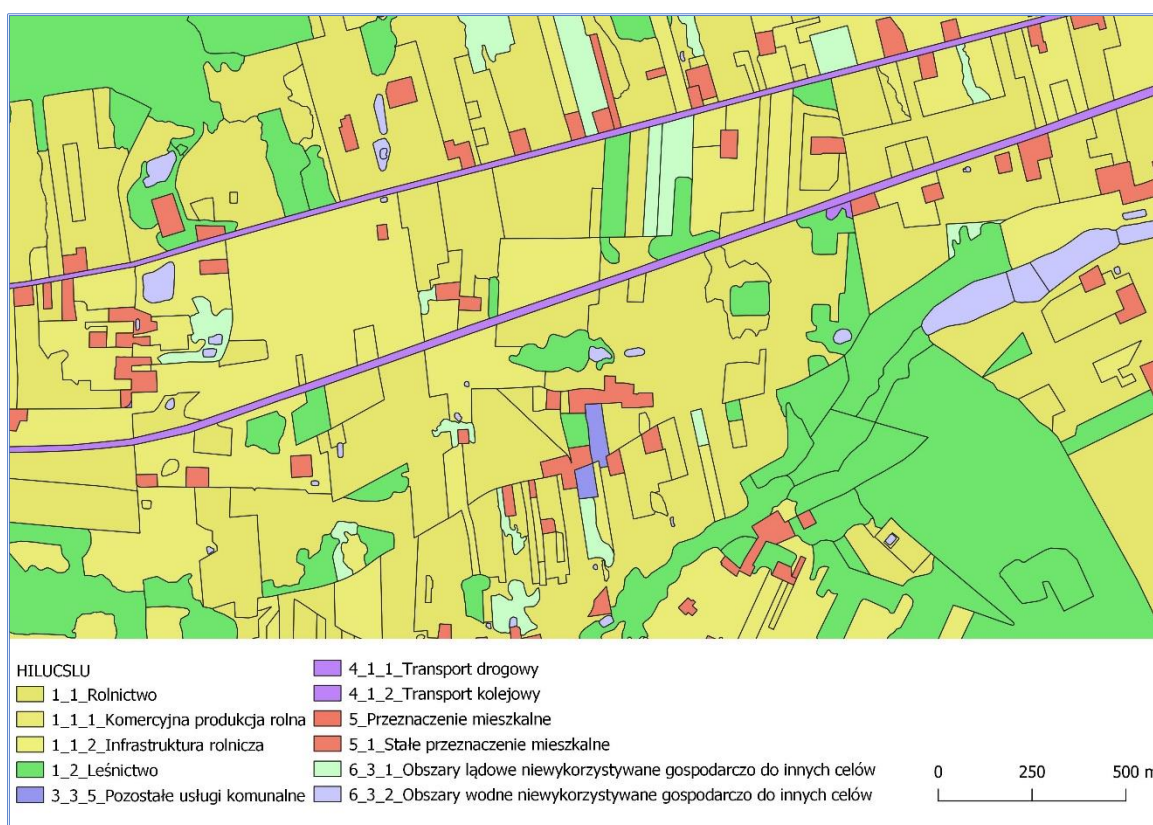 HILUCSLU
1_1_Rolnictwo
1_1_1_Komercyjna produkcja rolna
1_1_2_Infrastruktura rolnicza
1_2_Leśnictwo
3_3_5_Pozostałe usługi komunalne
4_1_1_Transport drogowy
4_1_2_Transport kolejowy
5_Przeznaczenie mieszkalne
5_1_Stałe przeznaczenie mieszkalne
6_3_1_Obszary lądowe niewykorzystywane gospodarczo do innych celów
6_3_2_Obszary wodne niewykorzystywane gospodarczo do innych celów
0 250 500 m